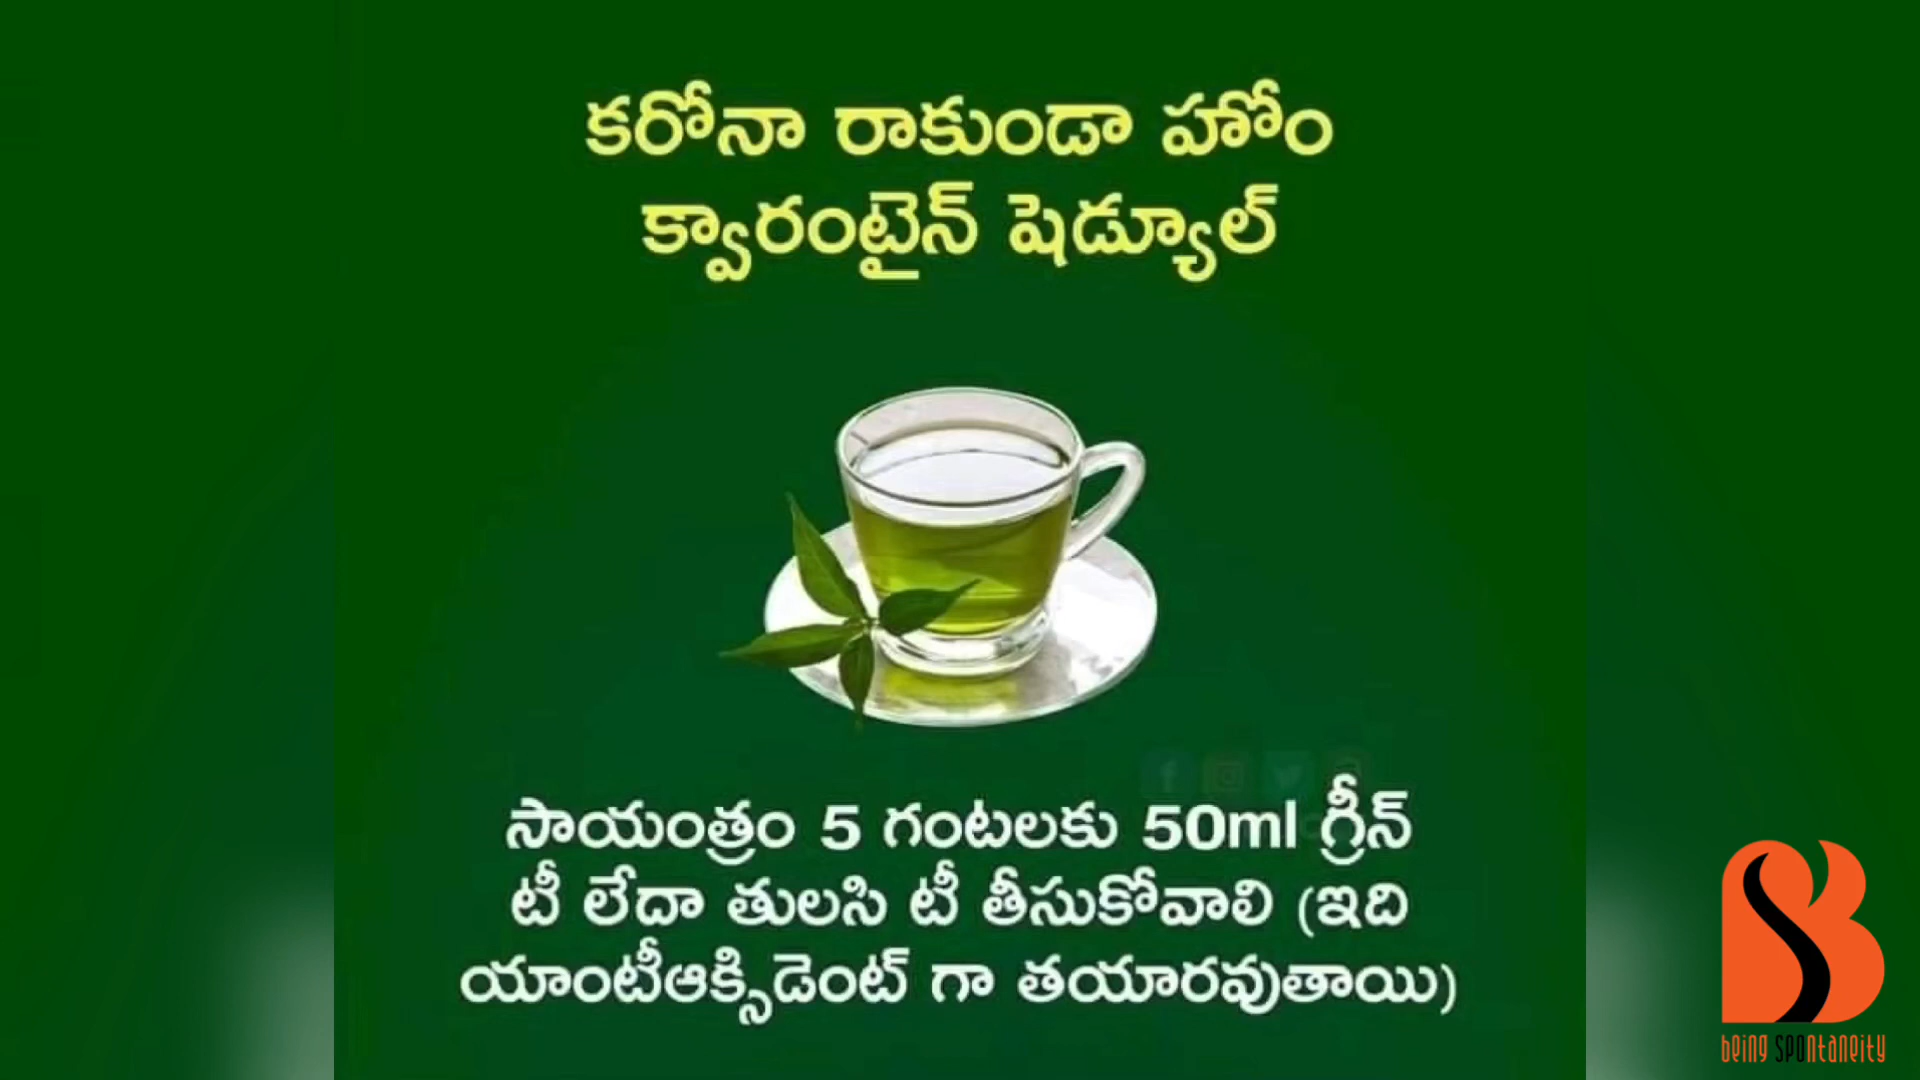 కరోనా రాకుండా హోం
క్వారంటైన్ షెడ్యూల్
సాయంత్రం 5 గంటలకు 50ml గ్రీన్
టీ లేదా తులసి టీ తీసుకోవాలి (ఇది
యాంటీఆక్సిడెంట్ గా తయారవుతాయి)
being spontaneity